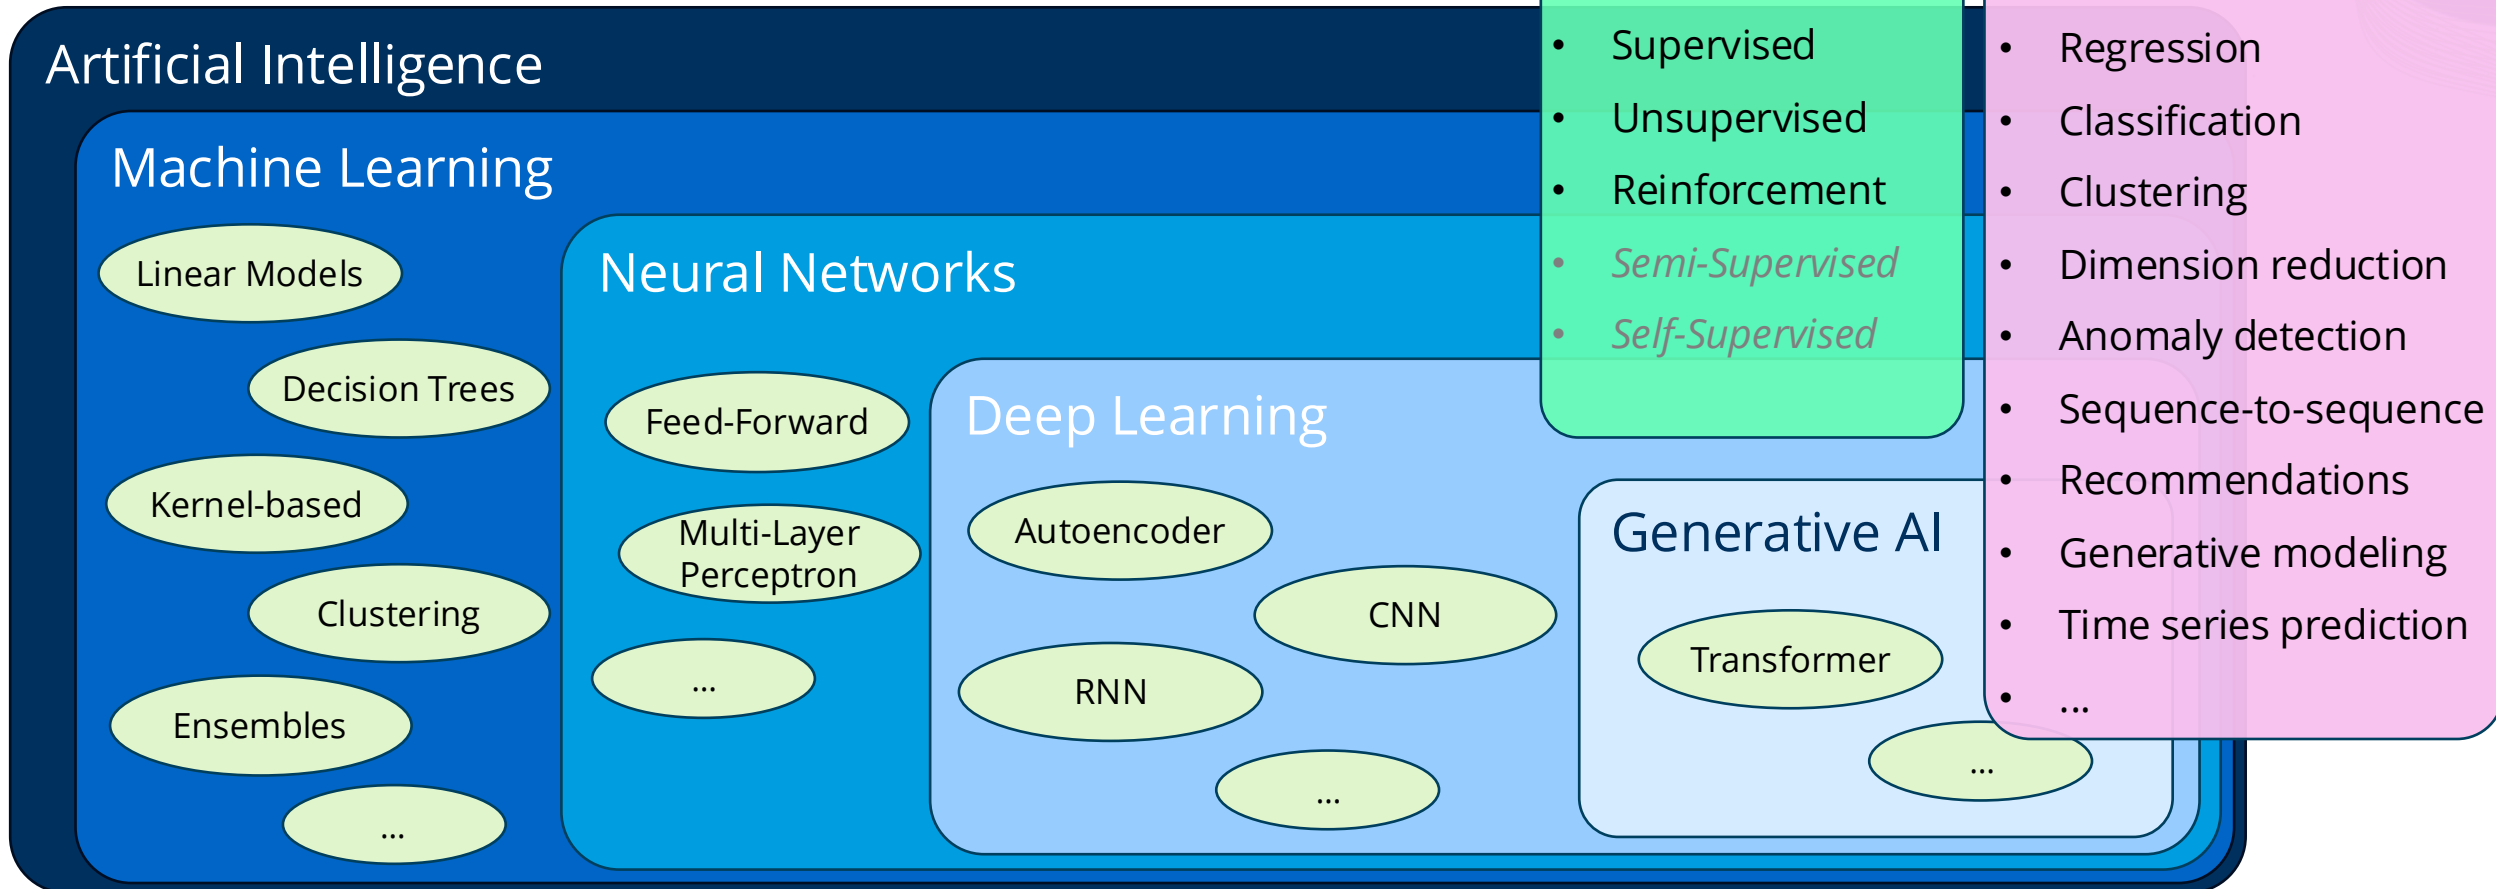 Artificial Intelligence
Machine Learning
Linear Models
Decision Trees
Kernel-based
Clustering
Ensembles
...
Neural Networks
Feed-Forward
Multi-Layer
Perceptron
...
Deep Learning
Autoencoder
CNN
RNN
...
Generative AI
Transformer
...
• Supervised
• Unsupervised
• Reinforcement
• Semi-Supervised
• Self-Supervised
• Regression
• Classification
• Clustering
• Dimension reduction
• Anomaly detection
• Sequence-to-sequence
• Recommendations
• Generative modeling
• Time series prediction
• ...